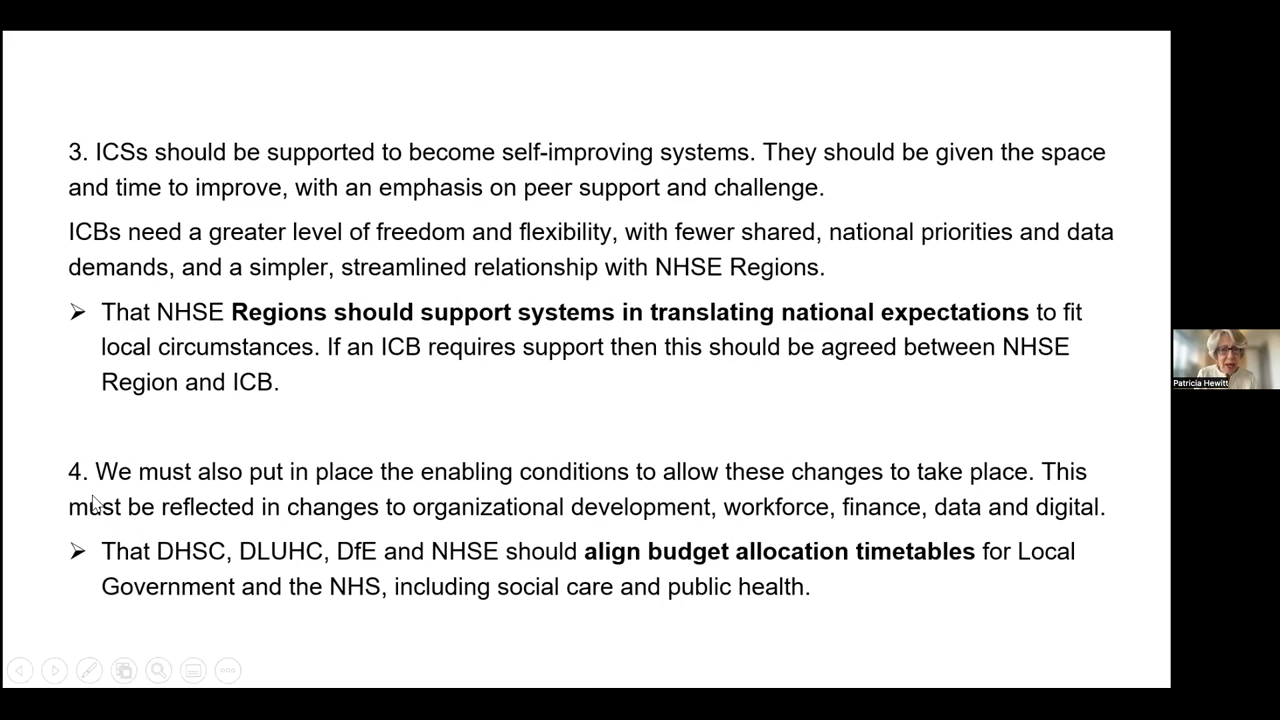 3. ICSs should be supported to become self-improving systems. They should be given the space
and time to improve, with an emphasis on peer support and challenge.
ICBs need a greater level of freedom and flexibility, with fewer shared, national priorities and data
demands, and a simpler, streamlined relationship with NHSE Regions.
➢ That NHSE Regions should support systems in translating national expectations to fit
local circumstances. If an ICB requires support then this should be agreed between NHSE
Region and ICB.
Patricia Hewitt
4. We must also put in place the enabling conditions to allow these changes to take place. This
must be reflected in changes to organizational development, workforce, finance, data and digital.
➢ That DHSC, DLUHC, DfE and NHSE should align budget allocation timetables for Local
Government and the NHS, including social care and public health.